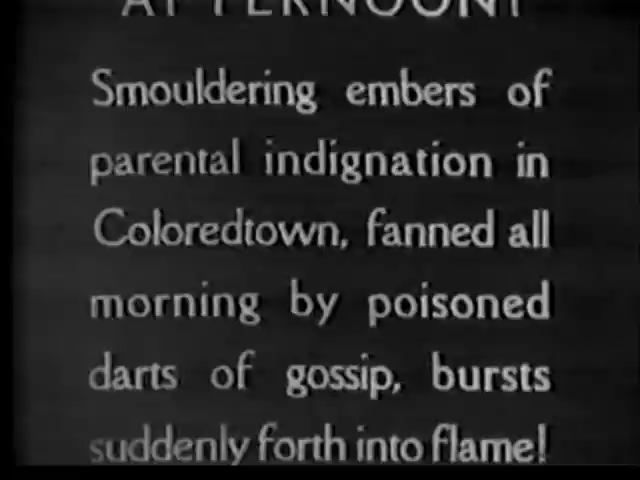 AFTERNOON!
Smouldering embers of
parental indignation in
Coloredtown, fanned all
morning by poisoned
darts of gossip, bursts
suddenly forth into flame!